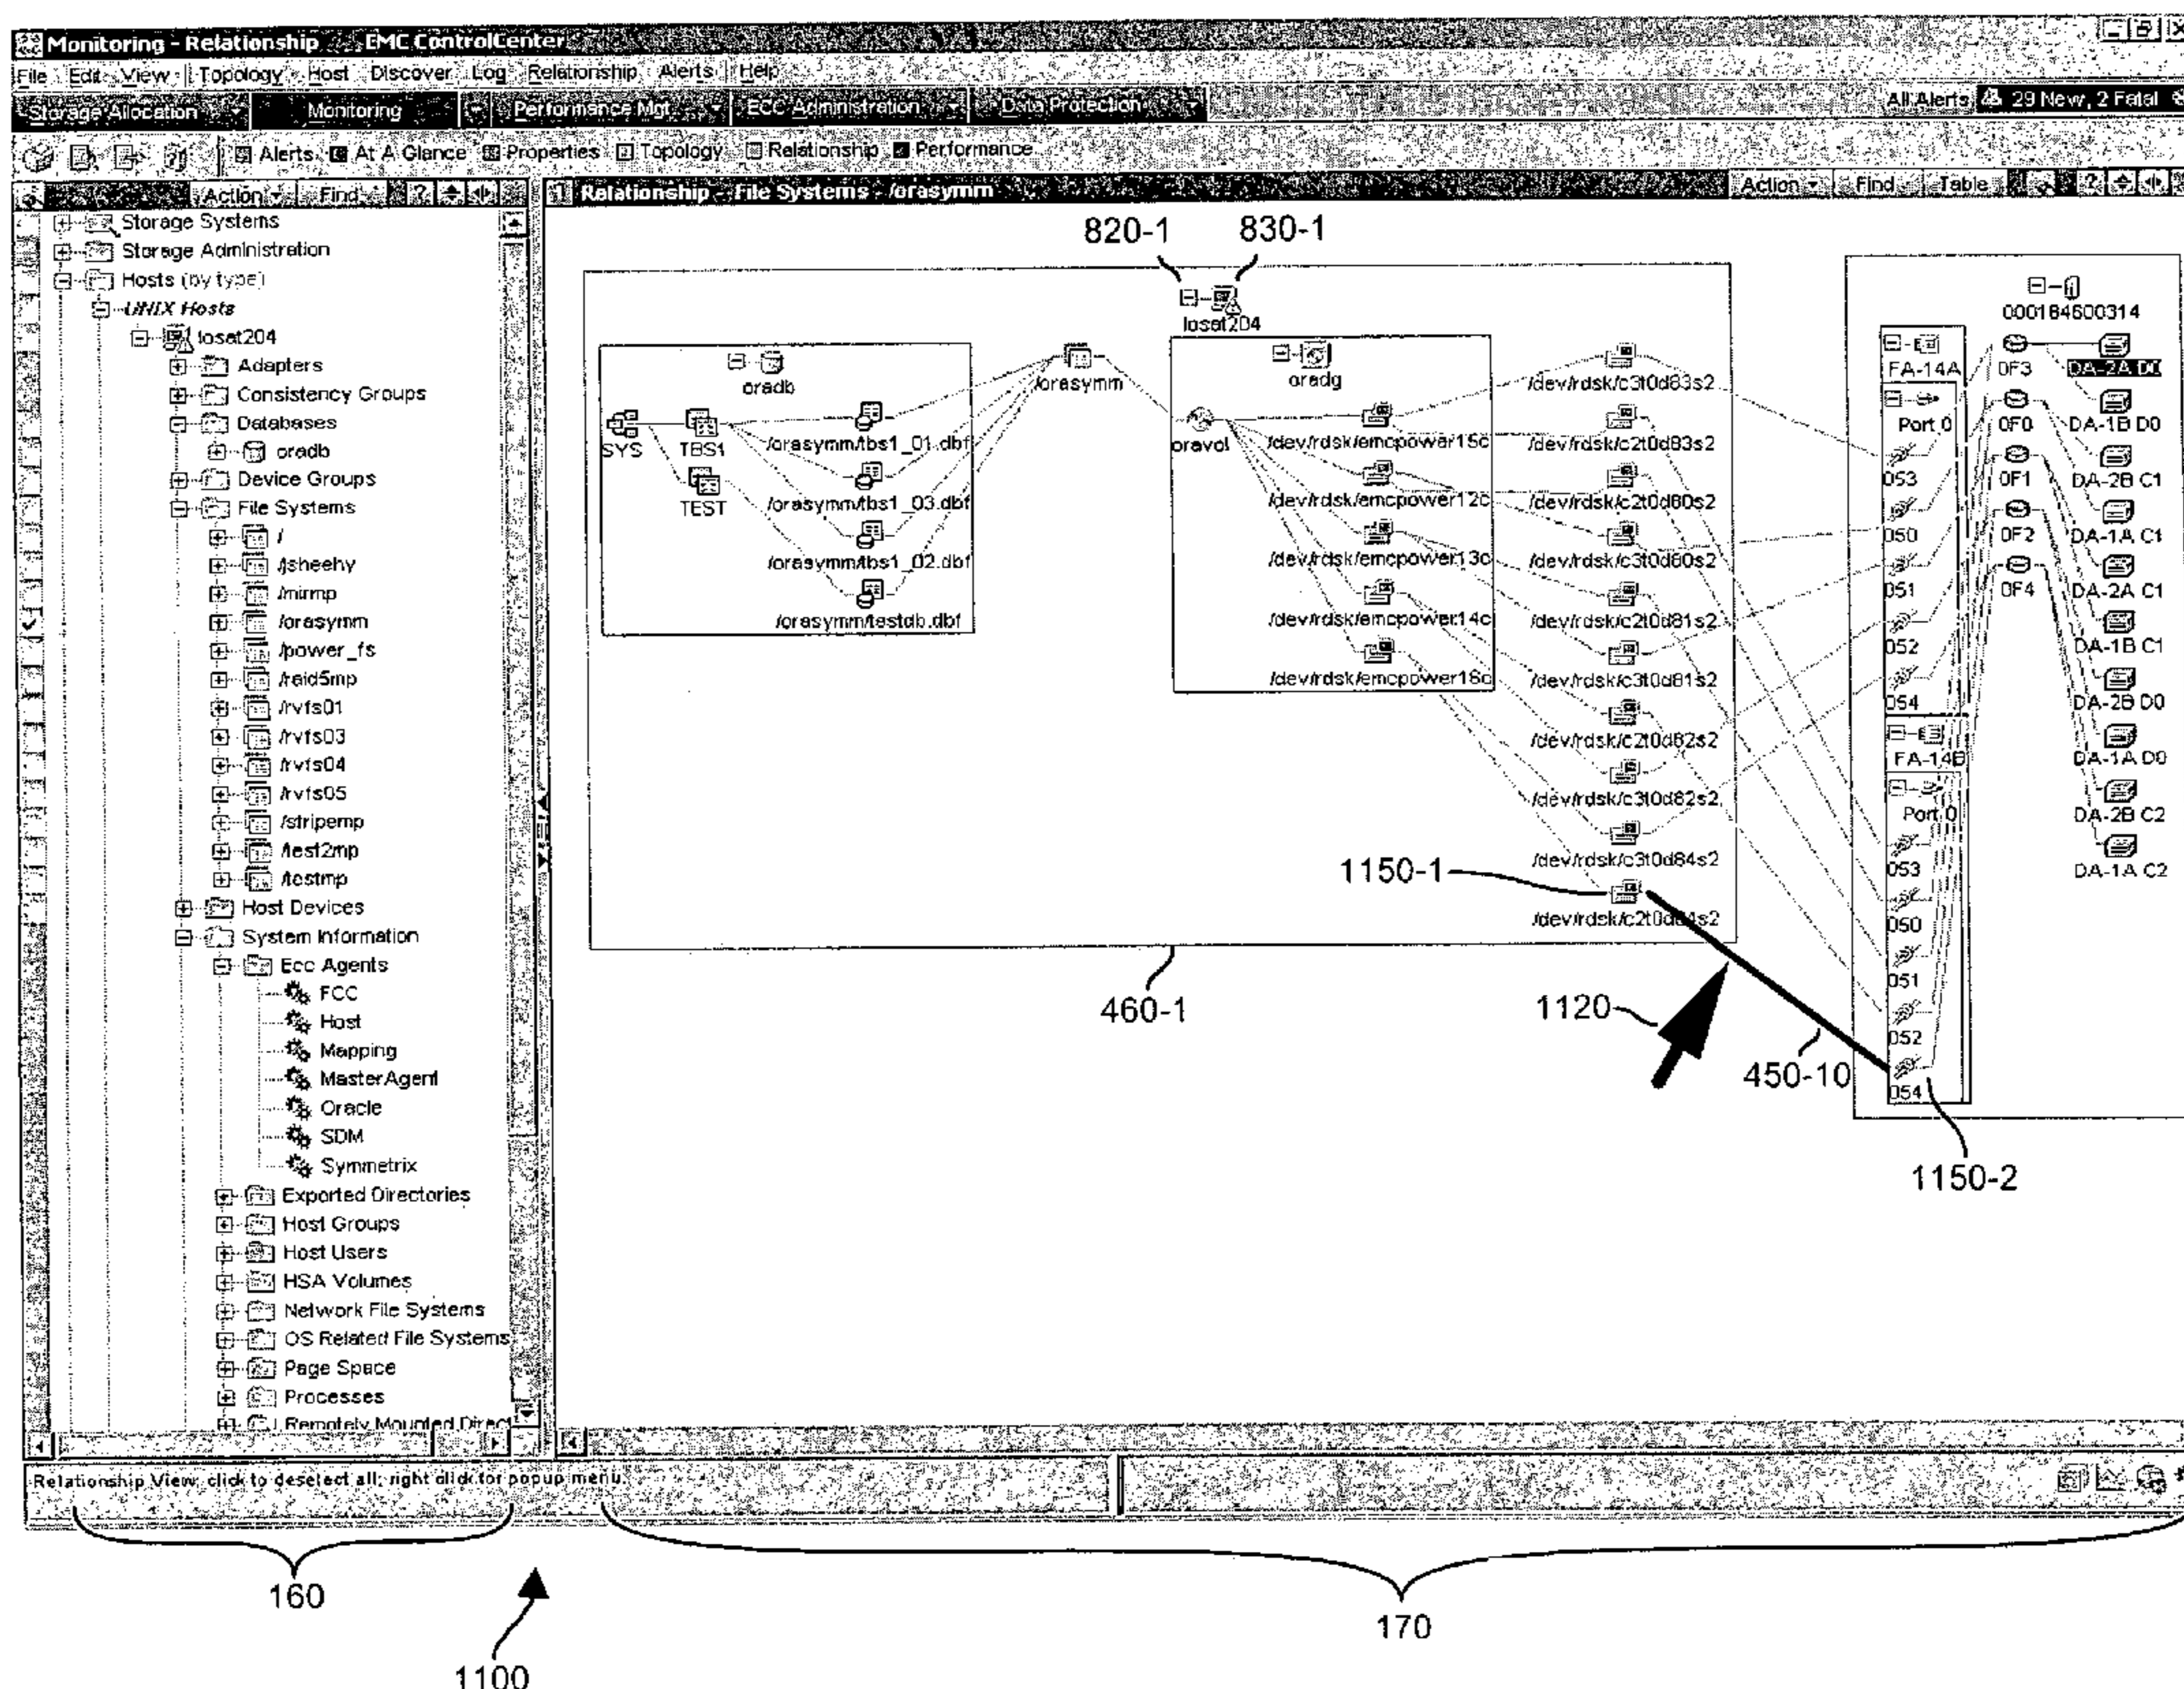 Monitoring - Relationship EMC ControlCenter
File Edit View Topology Host Discover Log Relationship Alerts Help
Storage Allocation Monitoring Performance Mgt ECC Administration Data Protection All Alerts 29 New, 2 Fatal
Alerts At A Glance Properties Topology Relationship Performance
Action Find ?
Relationship - File Systems - /orasymm Action Find Table ?
Storage Systems
Storage Administration
Hosts (by type)
UNIX Hosts
losat204
Adapters
Consistency Groups
Databases
oradb
Device Groups
File Systems
/
/jsheehy
/mirmp
/orasymm
/power_fs
/raid5mp
/rvfs01
/rvfs03
/rvfs04
/rvfs05
/stripemp
/test2mp
/testmp
Host Devices
System Information
Ecc Agents
FCC
Host
Mapping
MasterAgent
Oracle
SDM
Symmetrix
Exported Directories
Host Groups
Host Users
HSA Volumes
Network File Systems
OS Related File Systems
Page Space
Processes
Remotely Mounted Direct
820-1 830-1
losat204
oradb
SYS
TBS1
TEST
/orasymm/tbs1_01.dbf
/orasymm/tbs1_03.dbf
/orasymm/tbs1_02.dbf
/orasymm/testdb.dbf
/orasymm
oradg
oravol
/dev/rdsk/emcpower15c
/dev/rdsk/emcpower12c
/dev/rdsk/emcpower13c
/dev/rdsk/emcpower14c
/dev/rdsk/emcpower16c
/dev/rdsk/c3t0d83s2
/dev/rdsk/c2t0d83s2
/dev/rdsk/c2t0d80s2
/dev/rdsk/c3t0d80s2
/dev/rdsk/c2t0d81s2
/dev/rdsk/c3t0d81s2
/dev/rdsk/c2t0d82s2
/dev/rdsk/c3t0d82s2
/dev/rdsk/c3t0d84s2
/dev/rdsk/c2t0d84s2
000184600314
FA-14A
Port 0
053
050
051
052
054
FA-14B
Port 0
053
050
051
052
054
0F3
0F0
0F1
0F2
0F4
DA-2A D0
DA-1B D0
DA-2B C1
DA-1A C1
DA-2A C1
DA-1B C1
DA-2B D0
DA-1A D0
DA-2B C2
DA-1A C2
1150-1
460-1
1120
450-10
1150-2
Relationship View; click to deselect all; right click for popup menu.
160
170
1100